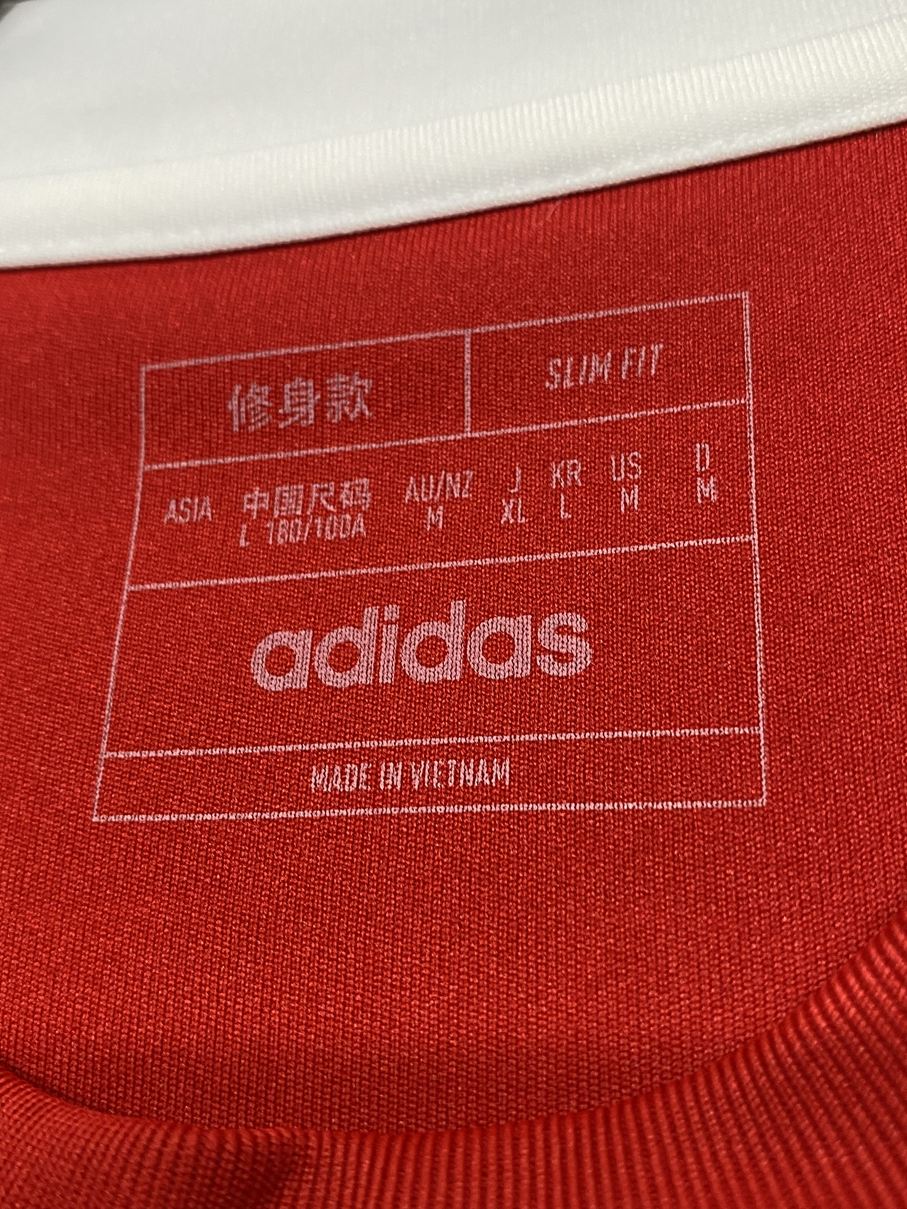 修身款 SLIM FIT
ASIA 中国尺码 AU/NZ J KR US D
L 180/100A M XL L M M
adidas
MADE IN VIETNAM